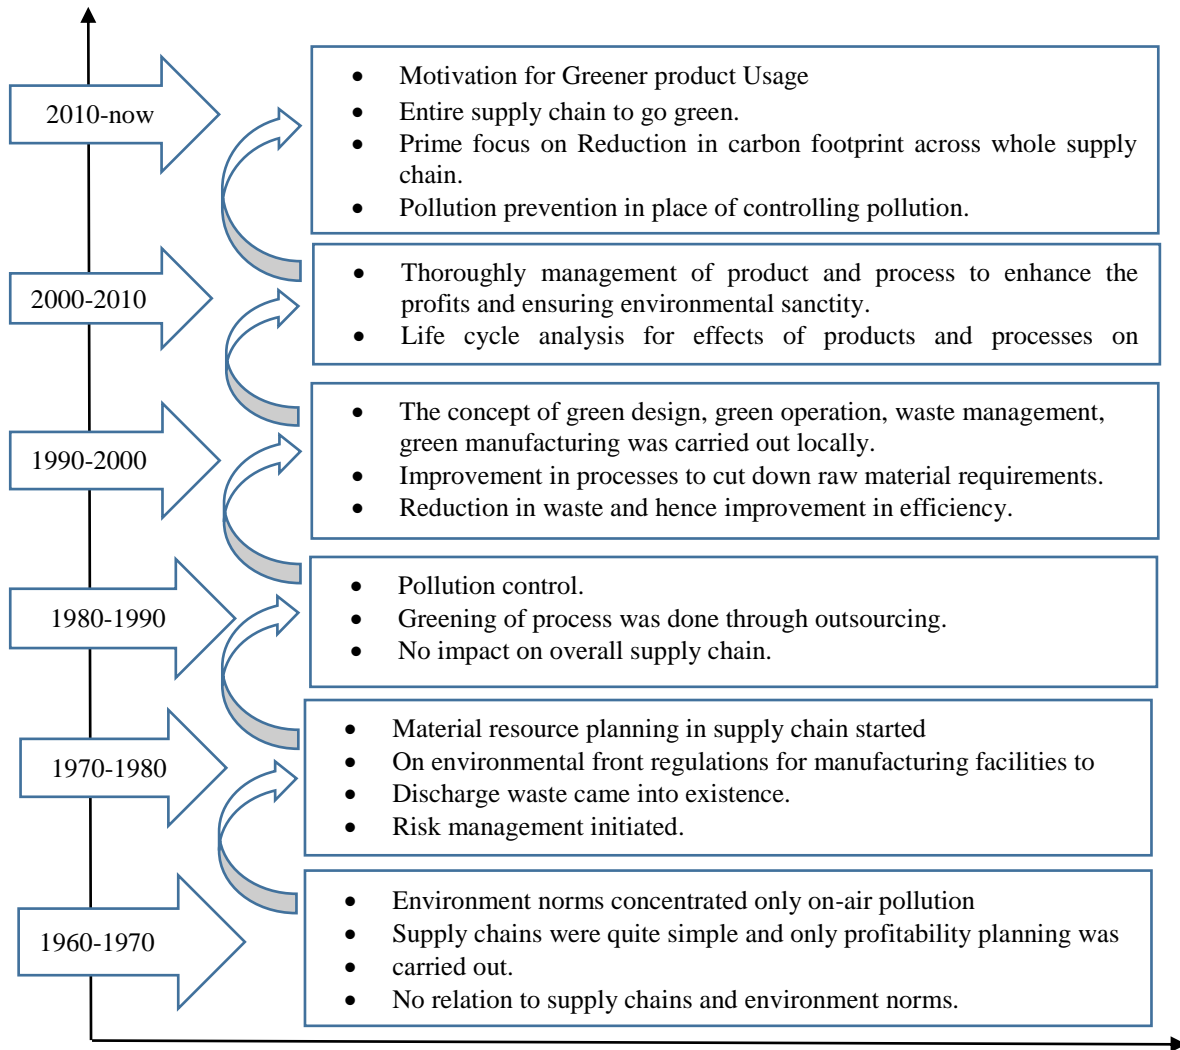 2010-now
• Motivation for Greener product Usage
• Entire supply chain to go green.
• Prime focus on Reduction in carbon footprint across whole supply
chain.
• Pollution prevention in place of controlling pollution.
2000-2010
• Thoroughly management of product and process to enhance the
profits and ensuring environmental sanctity.
• Life cycle analysis for effects of products and processes on
1990-2000
• The concept of green design, green operation, waste management,
green manufacturing was carried out locally.
• Improvement in processes to cut down raw material requirements.
• Reduction in waste and hence improvement in efficiency.
1980-1990
• Pollution control.
• Greening of process was done through outsourcing.
• No impact on overall supply chain.
1970-1980
• Material resource planning in supply chain started
• On environmental front regulations for manufacturing facilities to
• Discharge waste came into existence.
• Risk management initiated.
1960-1970
• Environment norms concentrated only on-air pollution
• Supply chains were quite simple and only profitability planning was
• carried out.
• No relation to supply chains and environment norms.